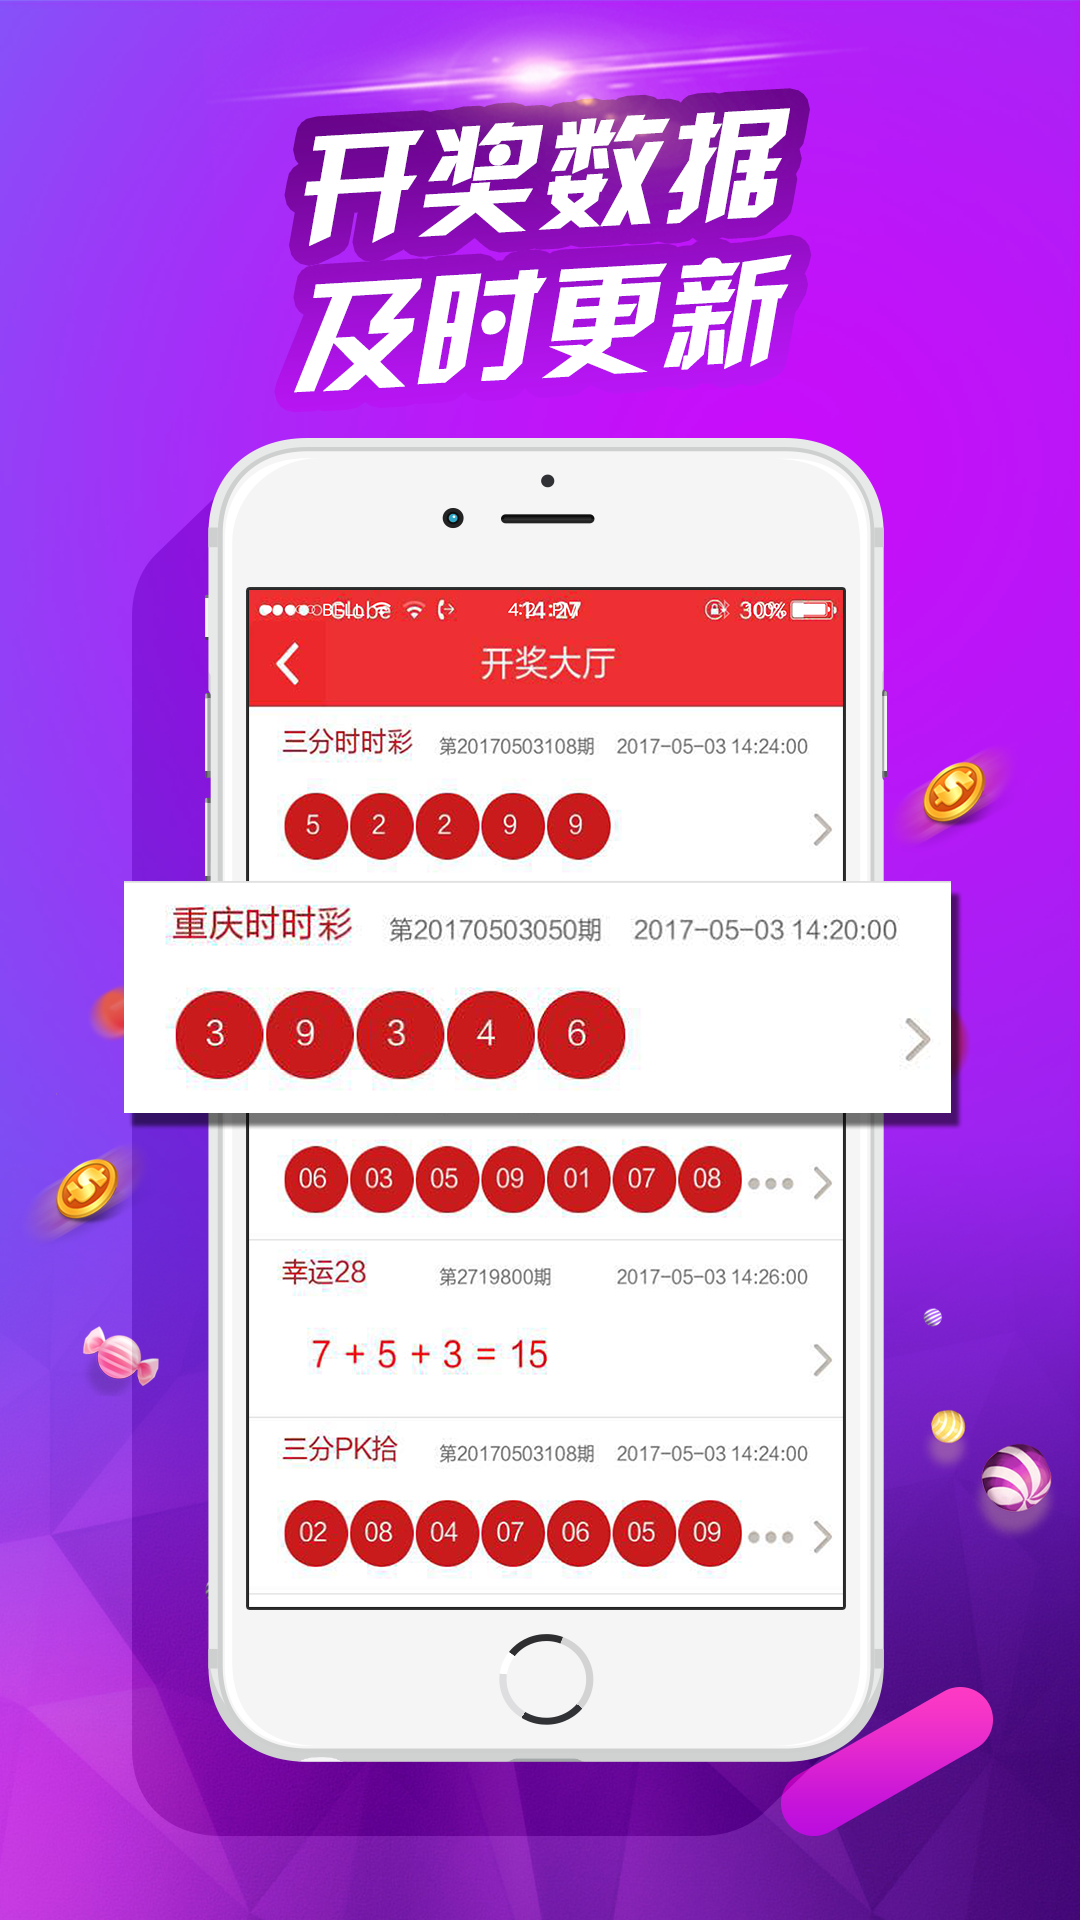 开奖数据
及时更新
14:27
30%
开奖大厅
三分时时彩 第20170503108期 2017-05-03 14:24:00
5 2 2 9 9
重庆时时彩 第20170503050期 2017-05-03 14:20:00
3 9 3 4 6
06 03 05 09 01 07 08
幸运28 第2719800期 2017-05-03 14:26:00
7 + 5 + 3 = 15
三分PK拾 第20170503108期 2017-05-03 14:24:00
02 08 04 07 06 05 09